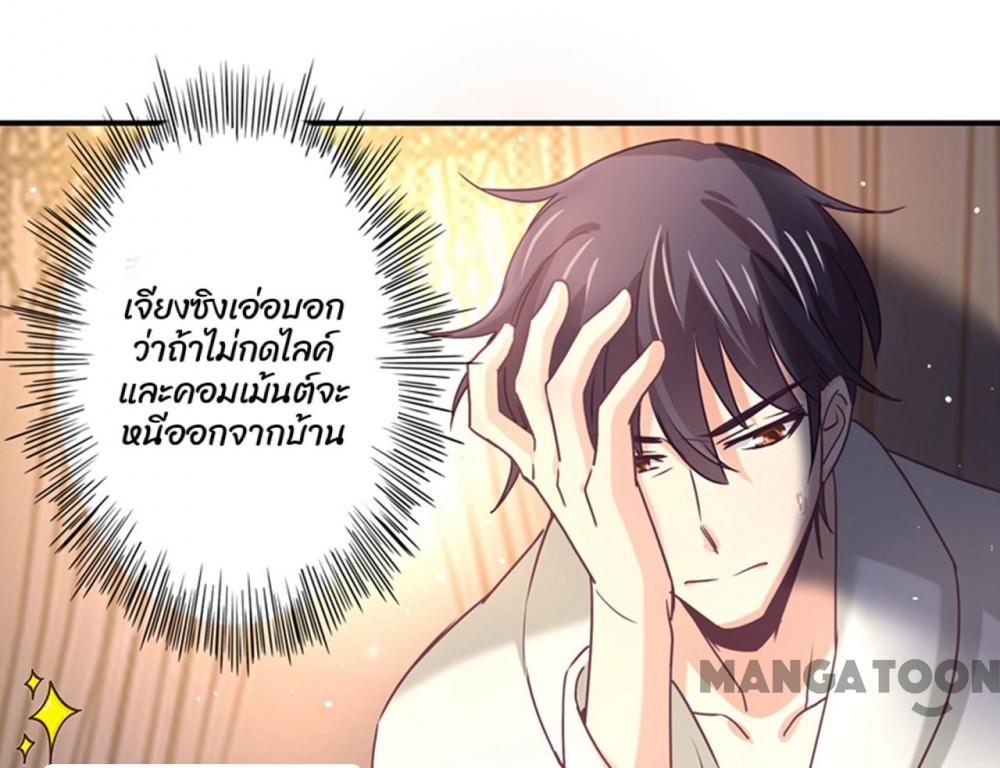 เจียงซิงเอ่อบอก
ว่าถ้าไม่กดไลค์
และคอมเม้นต์จะ
หนีออกจากบ้าน
MANGATOON